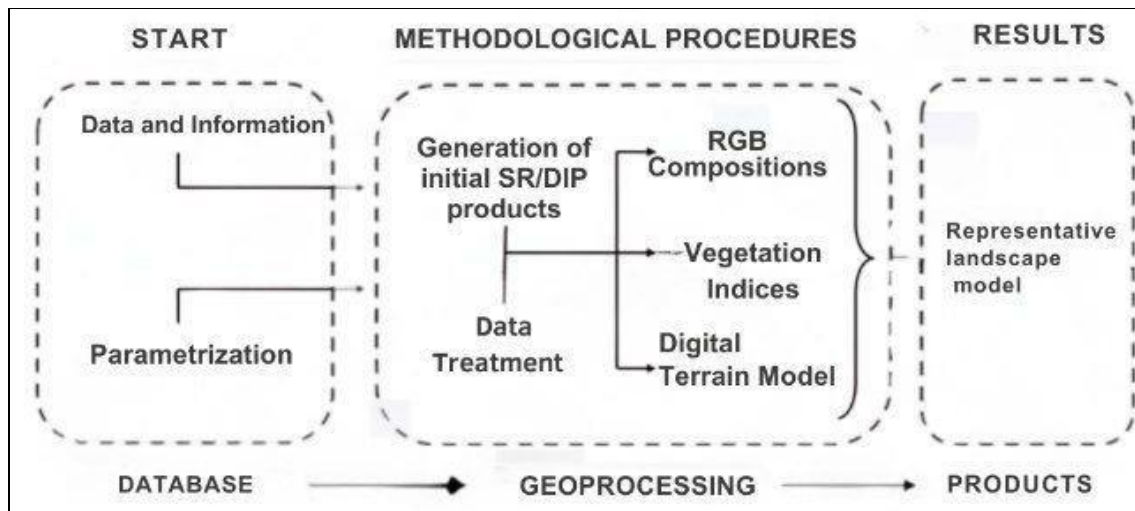 START
METHODOLOGICAL PROCEDURES
RESULTS
Data and Information
Parametrization
Generation of
initial SR/DIP
products
Data
Treatment
RGB
Compositions
Vegetation
Indices
Digital
Terrain Model
Representative
landscape
model
DATABASE
GEOPROCESSING
PRODUCTS